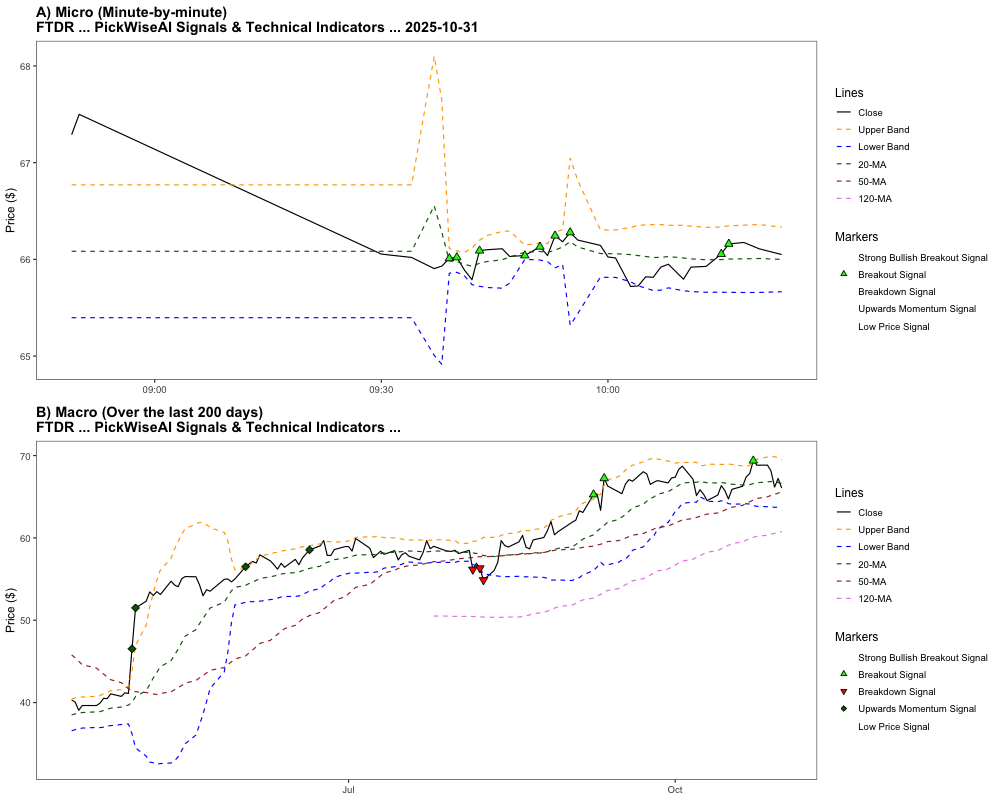 A) Micro (Minute-by-minute)
FTDR ... PickWiseAI Signals & Technical Indicators ... 2025-10-31
Price ($)
68
67
66
65
09:00
09:30
10:00
Lines
Close
Upper Band
Lower Band
20-MA
50-MA
120-MA
Markers
Strong Bullish Breakout Signal
Breakout Signal
Breakdown Signal
Upwards Momentum Signal
Low Price Signal
B) Macro (Over the last 200 days)
FTDR ... PickWiseAI Signals & Technical Indicators ...
Price ($)
70
60
50
40
Jul
Oct
Lines
Close
Upper Band
Lower Band
20-MA
50-MA
120-MA
Markers
Strong Bullish Breakout Signal
Breakout Signal
Breakdown Signal
Upwards Momentum Signal
Low Price Signal